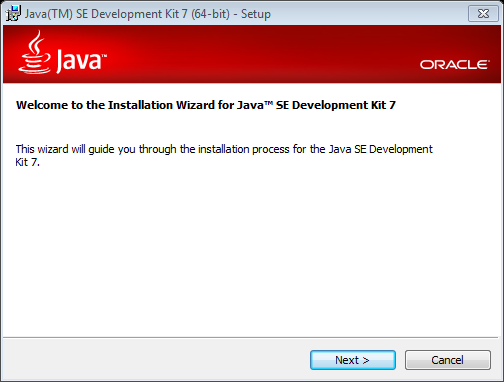 Java(TM) SE Development Kit 7 (64-bit) - Setup
Java™
ORACLE®
Welcome to the Installation Wizard for Java™ SE Development Kit 7
This wizard will guide you through the installation process for the Java SE Development
Kit 7.
Next >
Cancel